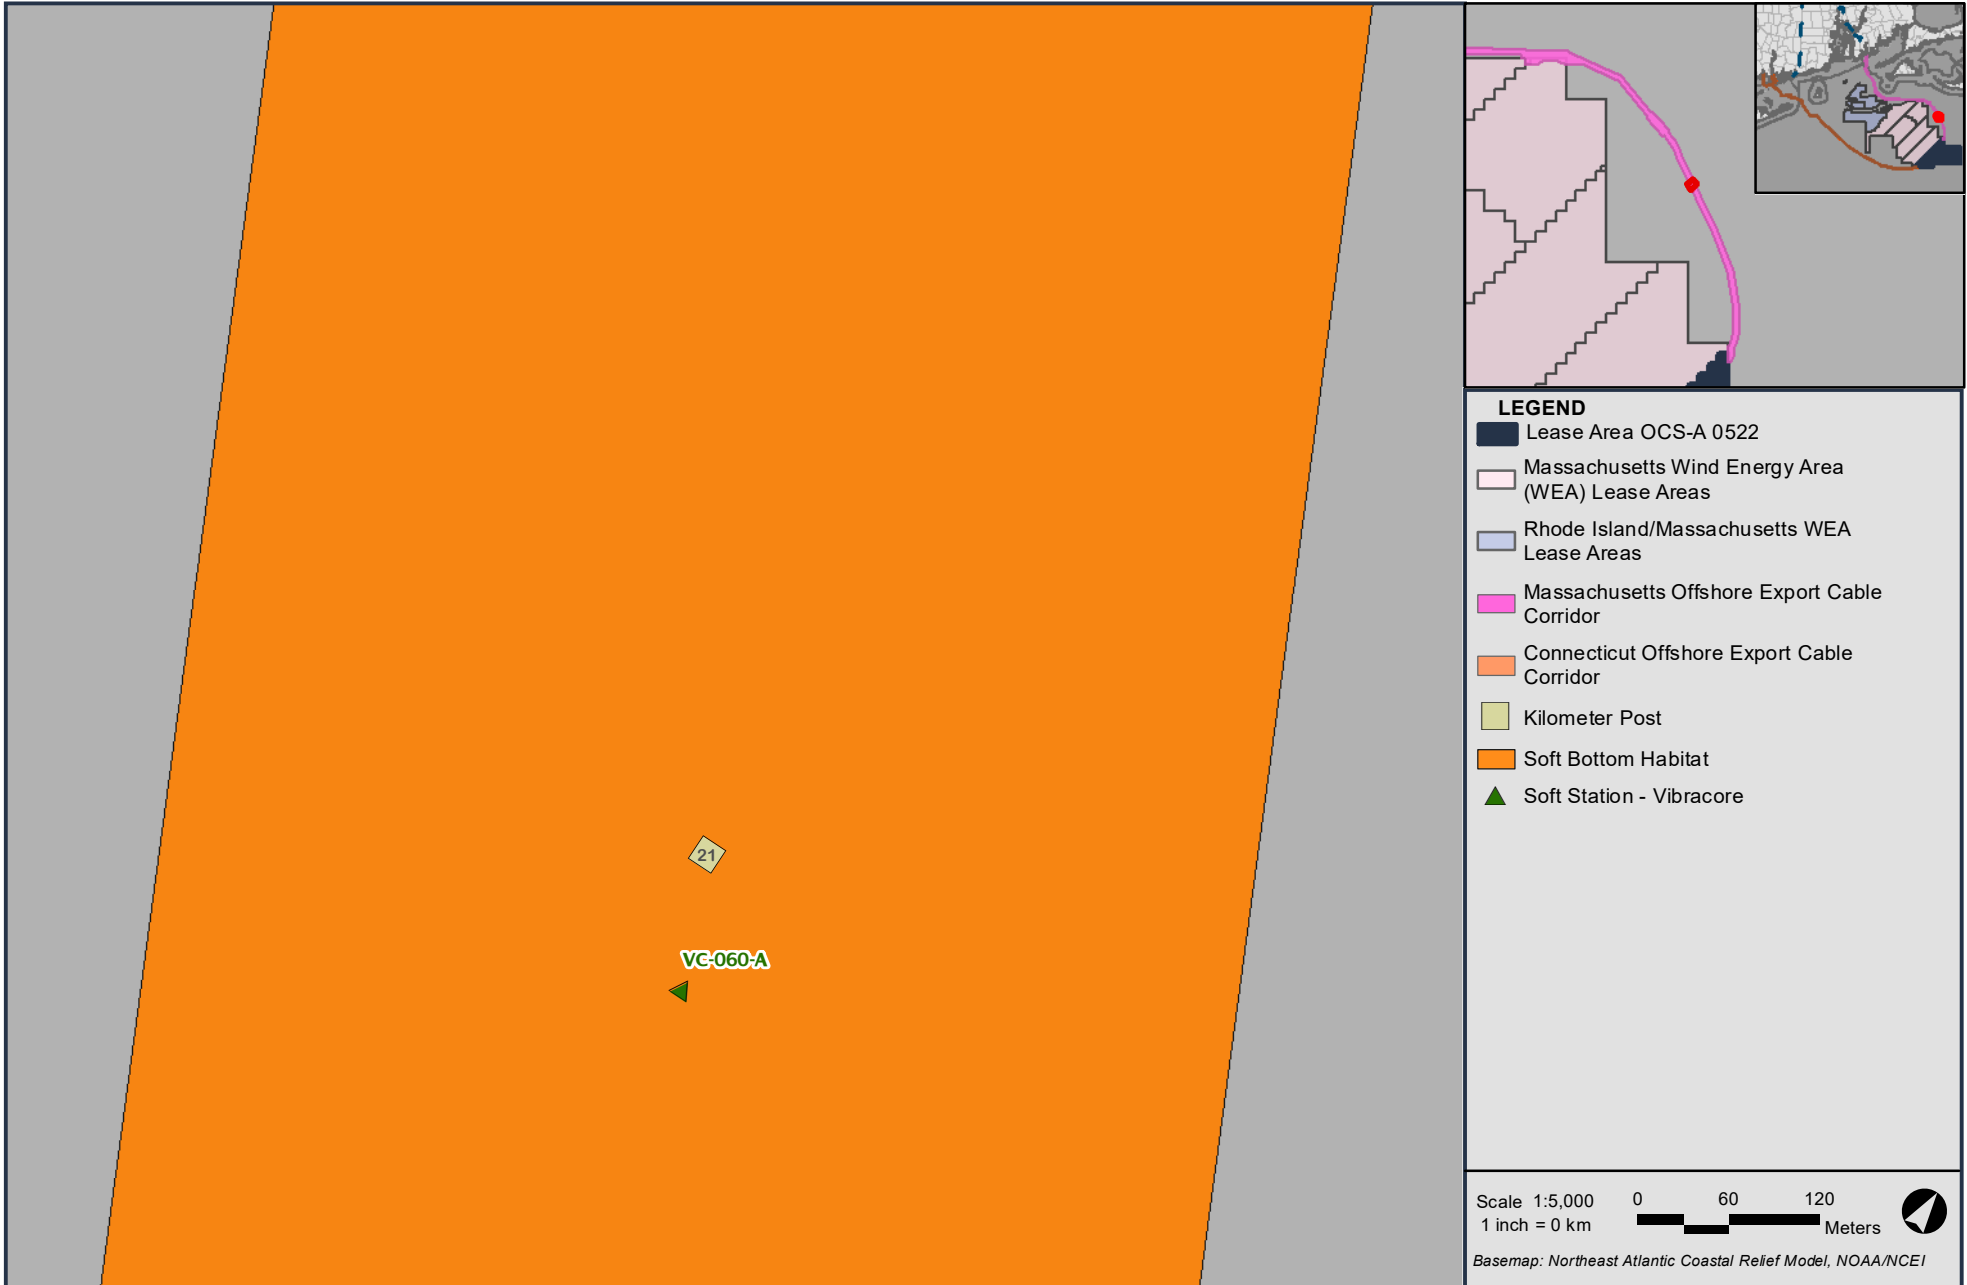 21
VC-060-A
LEGEND
Lease Area OCS-A 0522
Massachusetts Wind Energy Area
(WEA) Lease Areas
Rhode Island/Massachusetts WEA
Lease Areas
Massachusetts Offshore Export Cable
Corridor
Connecticut Offshore Export Cable
Corridor
Kilometer Post
Soft Bottom Habitat
Soft Station - Vibracore
Scale 1:5,000
1 inch = 0 km
0 60 120
Meters
Basemap: Northeast Atlantic Coastal Relief Model, NOAA/NCEI